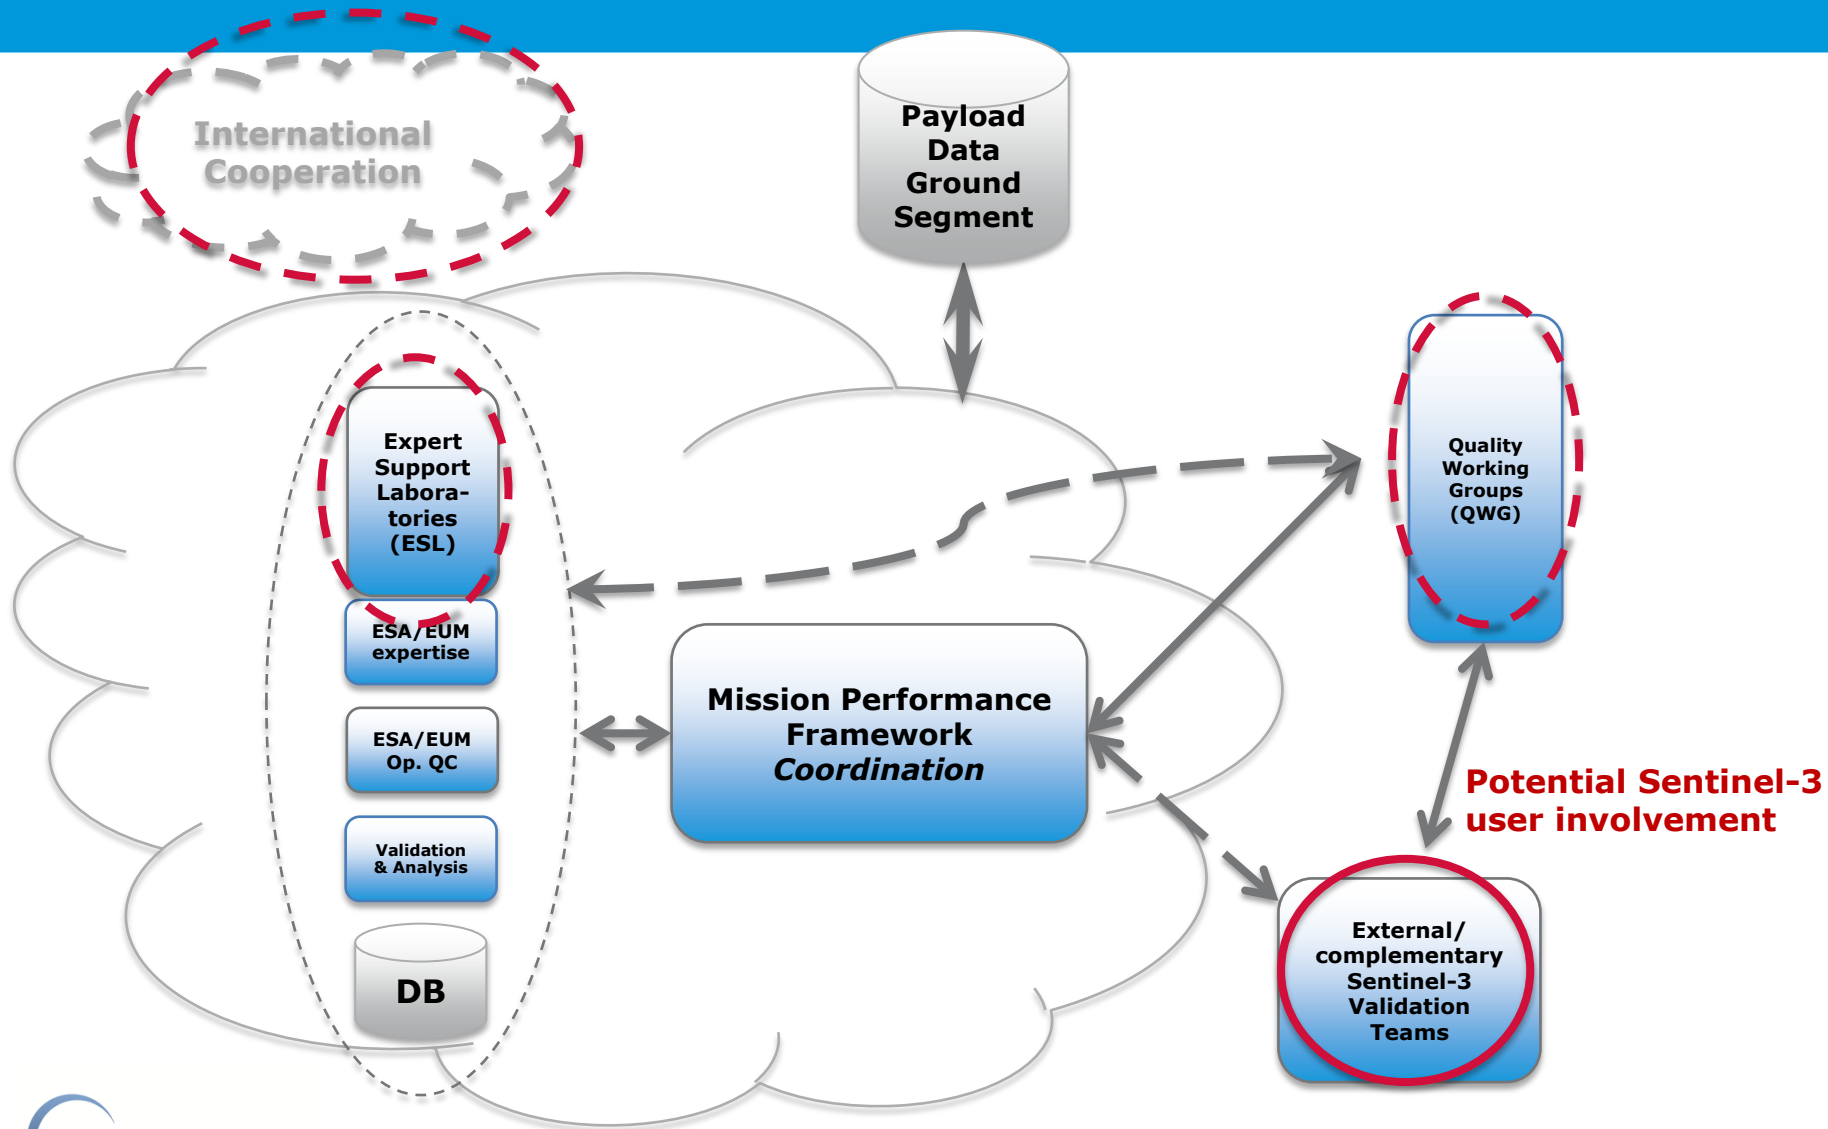 International
Cooperation
Payload
Data
Ground
Segment
Expert
Support
Labora-
tories
(ESL)
ESA/EUM
expertise
ESA/EUM
Op. QC
Validation
& Analysis
DB
Mission Performance
Framework
Coordination
Quality
Working
Groups
(QWG)
Potential Sentinel-3
user involvement
External/
complementary
Sentinel-3
Validation
Teams